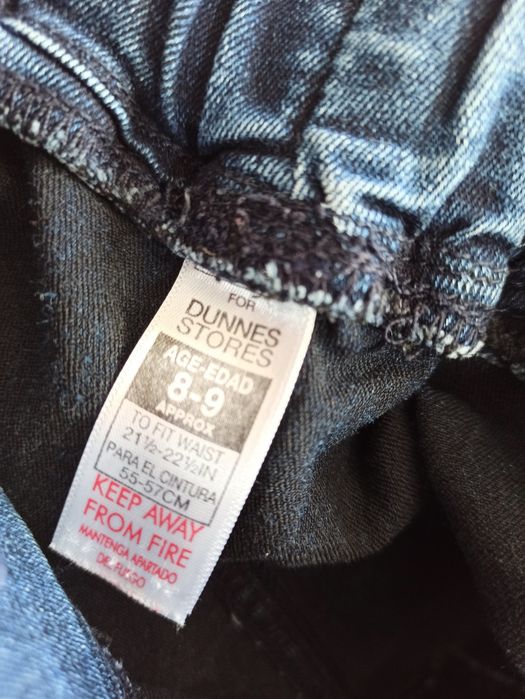 FOR
DUNNES
STORES
AGE-EDAD
8-9
APPROX
TO FIT WAIST
21½-22½IN
PARA EL CINTURA
55-57CM
KEEP AWAY
FROM FIRE
MANTENGA APARTADO
DEL FUEGO